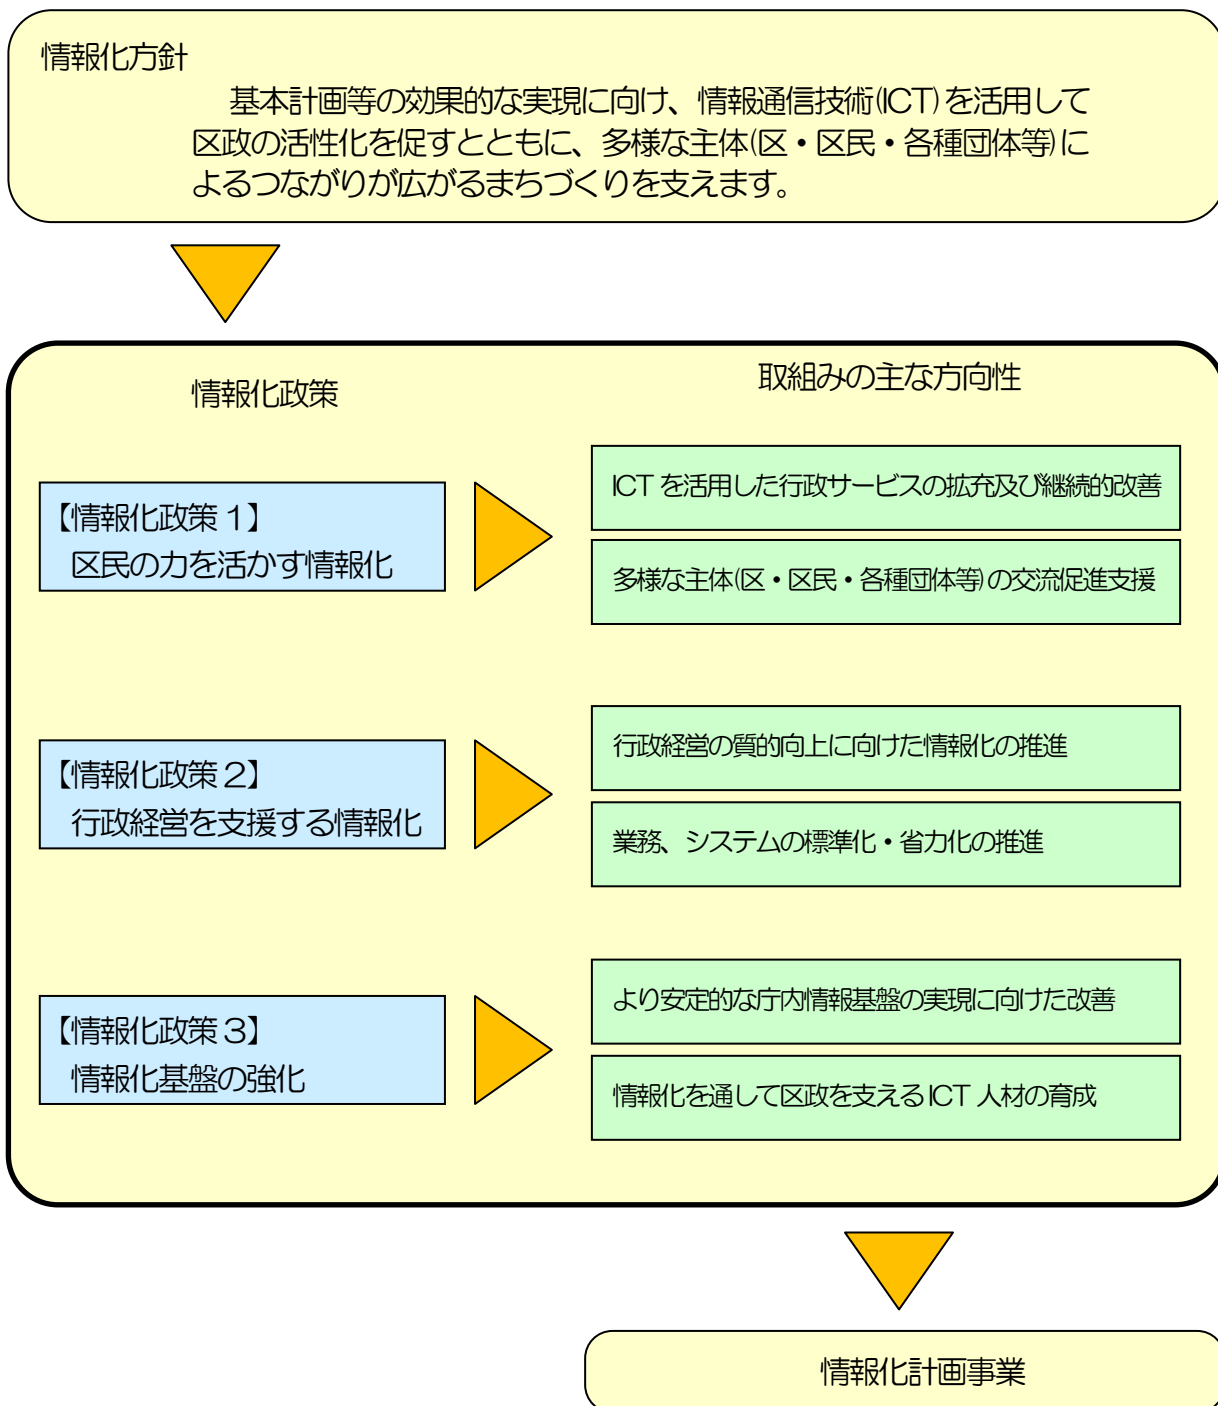 情報化方針
基本計画等の効果的な実現に向け、情報通信技術(ICT)を活用して
区政の活性化を促すとともに、多様な主体(区・区民・各種団体等)に
よるつながりが広がるまちづくりを支えます。
情報化政策
取組みの主な方向性
【情報化政策1】
区民の力を活かす情報化
ICTを活用した行政サービスの拡充及び継続的改善
多様な主体(区・区民・各種団体等)の交流促進支援
【情報化政策2】
行政経営を支援する情報化
行政経営の質的向上に向けた情報化の推進
業務、システムの標準化・省力化の推進
【情報化政策3】
情報化基盤の強化
より安定的な庁内情報基盤の実現に向けた改善
情報化を通して区政を支えるICT人材の育成
情報化計画事業